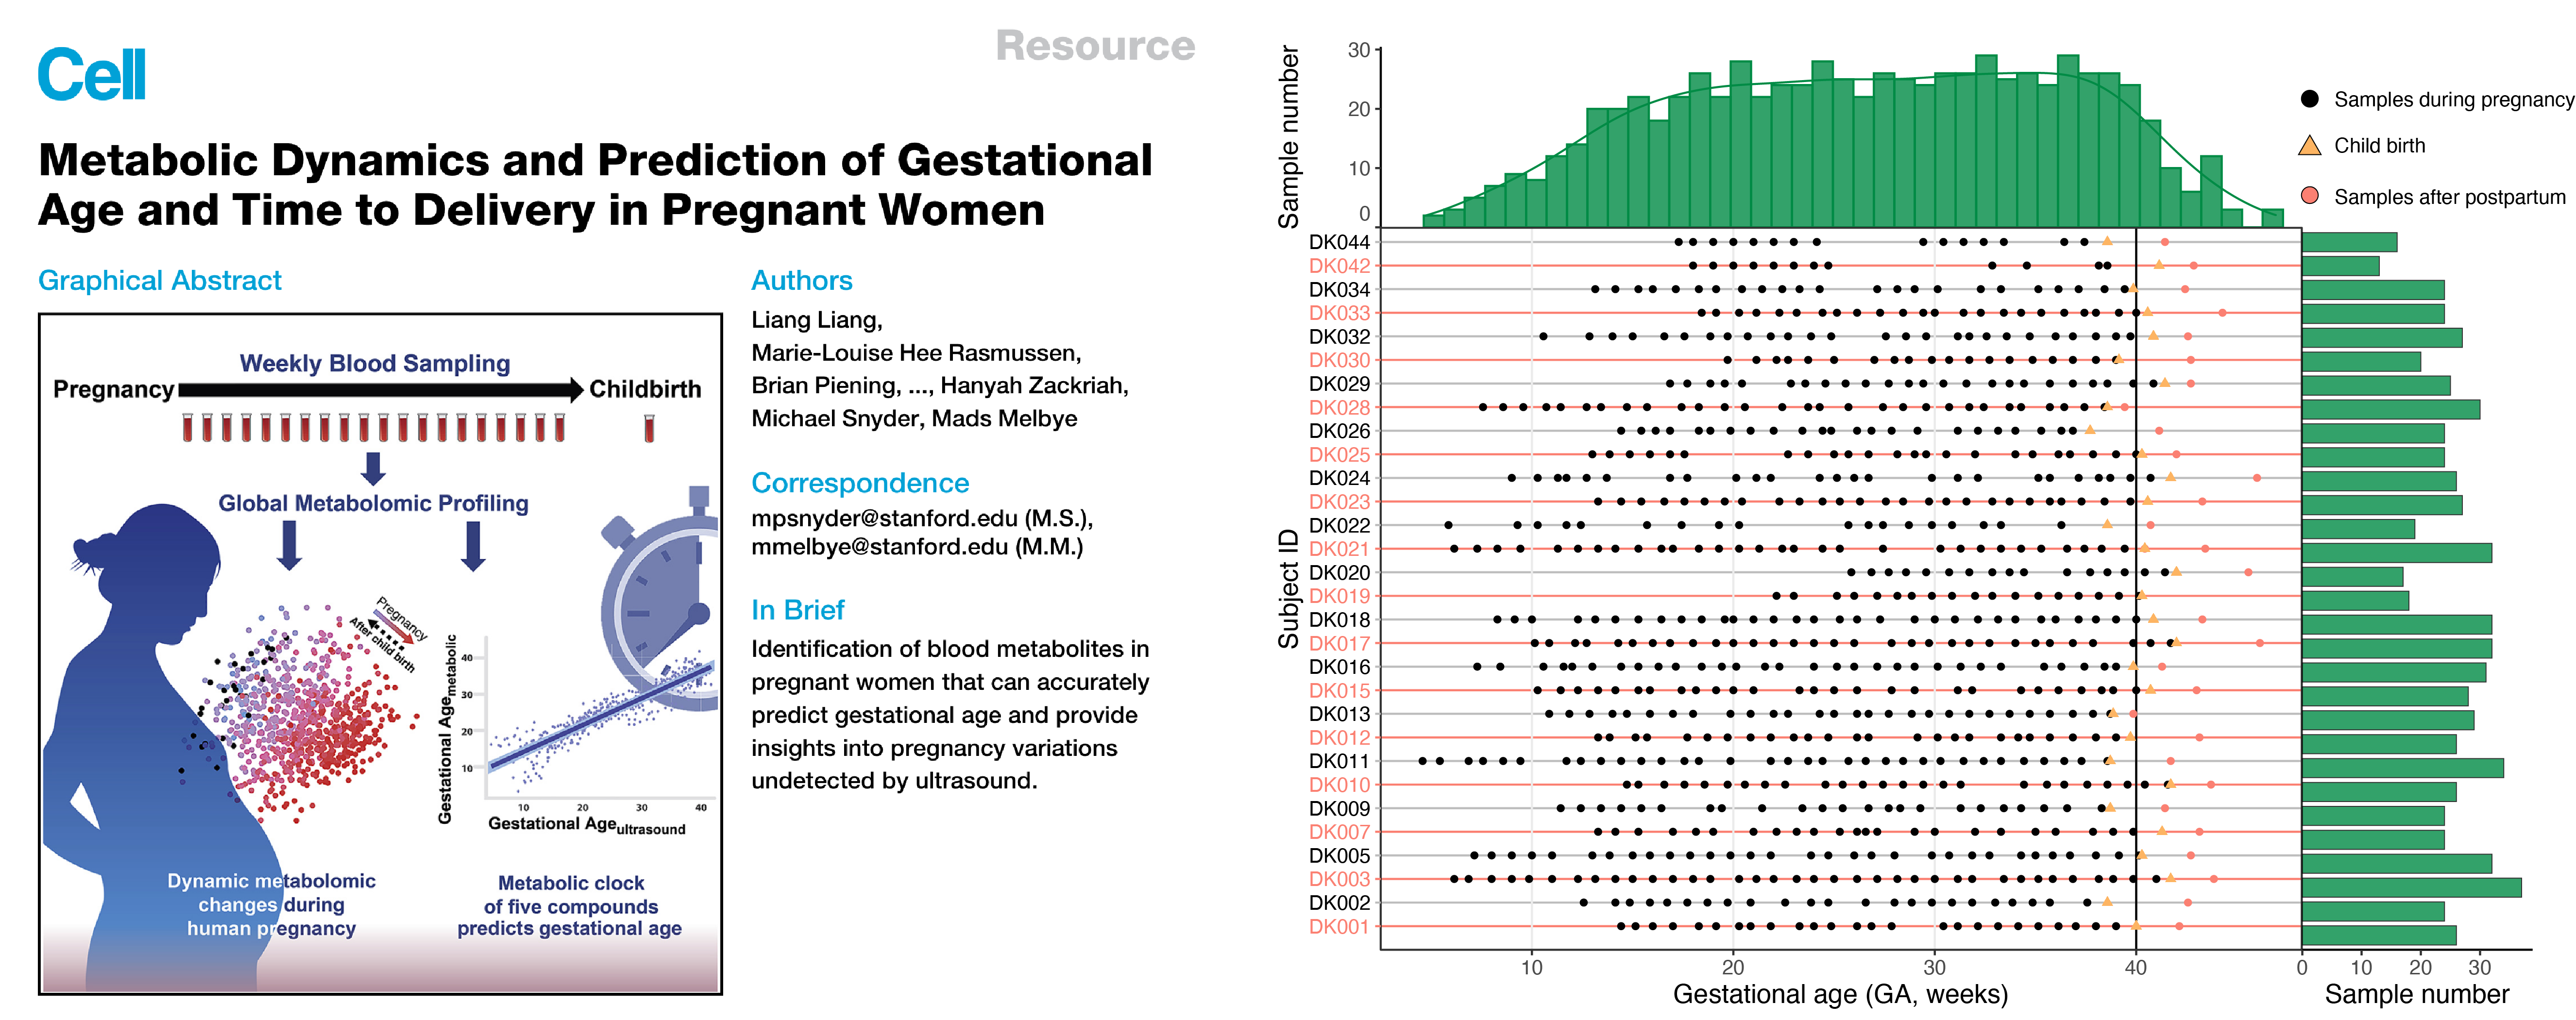 Resource
Cell
Metabolic Dynamics and Prediction of Gestational
Age and Time to Delivery in Pregnant Women
Graphical Abstract
Weekly Blood Sampling
Pregnancy
Childbirth
Global Metabolomic Profiling
Pregnancy
After child birth
Gestational Age metabolic
40
30
20
10
10
20
30
40
Gestational Age ultrasound
Dynamic metabolomic
changes during
human pregnancy
Metabolic clock
of five compounds
predicts gestational age
Authors
Liang Liang,
Marie-Louise Hee Rasmussen,
Brian Piening, ..., Hanyah Zackriah,
Michael Snyder, Mads Melbye
Correspondence
mpsnyder@stanford.edu (M.S.),
mmelbye@stanford.edu (M.M.)
In Brief
Identification of blood metabolites in
pregnant women that can accurately
predict gestational age and provide
insights into pregnancy variations
undetected by ultrasound.
Sample number
30
20
10
0
Samples during pregnancy
Child birth
Samples after postpartum
Subject ID
DK044
DK042
DK034
DK033
DK032
DK030
DK029
DK028
DK026
DK025
DK024
DK023
DK022
DK021
DK020
DK019
DK018
DK017
DK016
DK015
DK013
DK012
DK011
DK010
DK009
DK007
DK005
DK003
DK002
DK001
10
20
30
40
Gestational age (GA, weeks)
0
10
20
30
Sample number